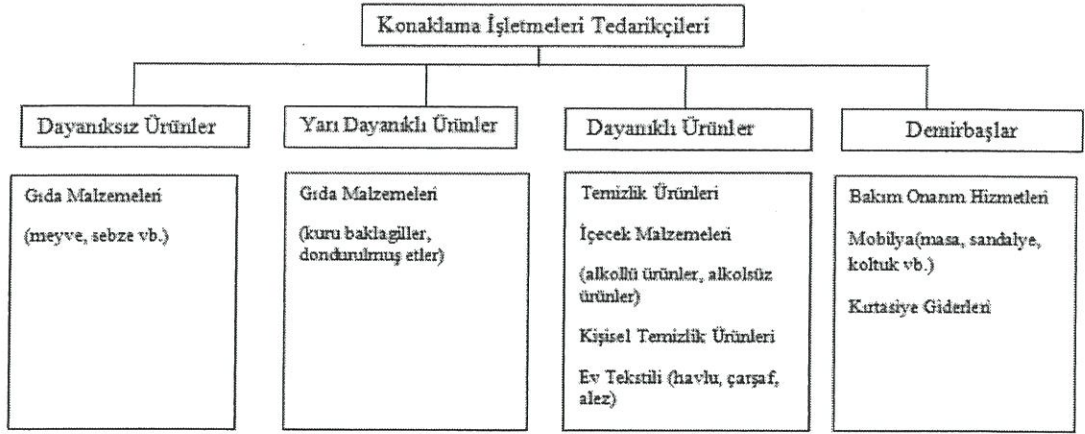 Konaklama İşletmeleri Tedarikçileri
Dayanıksız Ürünler
Gıda Malzemeleri
(meyve, sebze vb.)
Yarı Dayanıklı Ürünler
Gıda Malzemeleri
(kuru baklagiller,
dondurulmuş etler)
Dayanıklı Ürünler
Temizlik Ürünleri
İçecek Malzemeleri
(alkollü ürünler, alkolsüz
ürünler)
Kişisel Temizlik Ürünleri
Ev Tekstili (havlu, çarşaf,
alez)
Demirbaşlar
Bakım Onarım Hizmetleri
Mobilya(masa, sandalye,
koltuk vb.)
Kırtasiye Giderleri